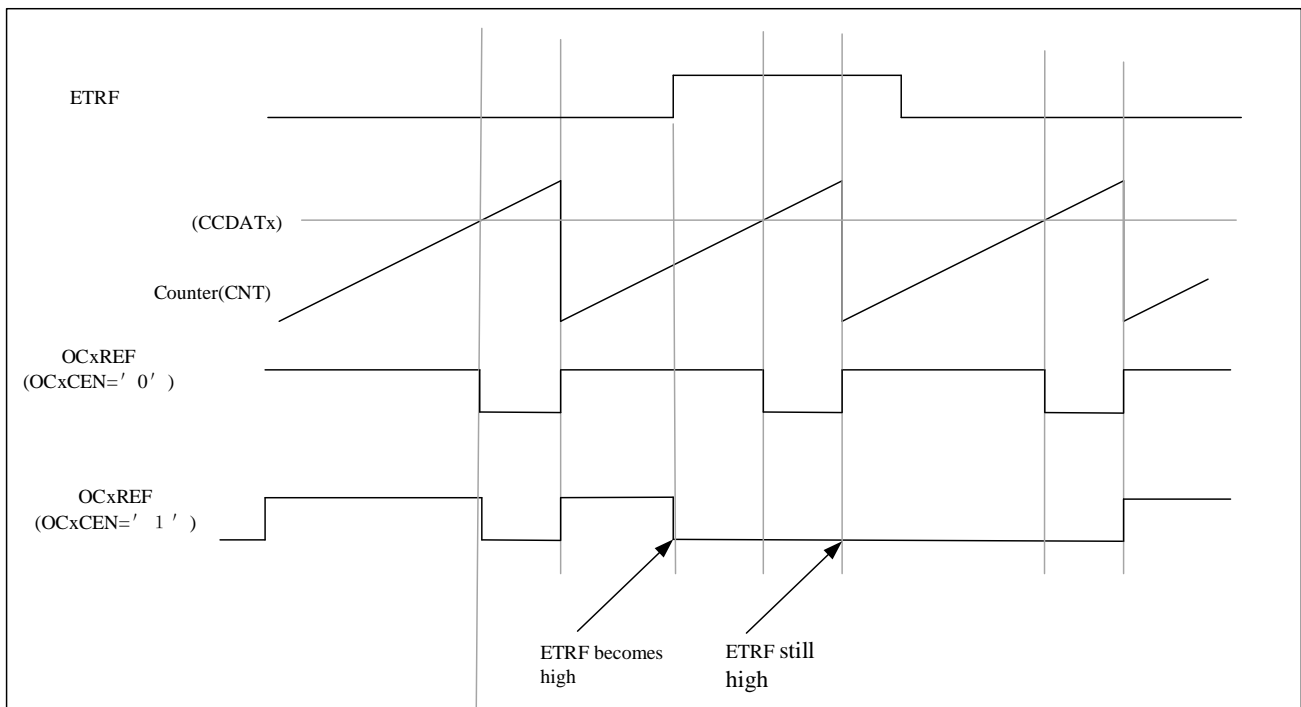 ETRF
(CCDATx)
Counter(CNT)
OCxREF
(OCxCEN=′ 0′ )
OCxREF
(OCxCEN=′ 1 ′ )
ETRF becomes
high
ETRF still
high